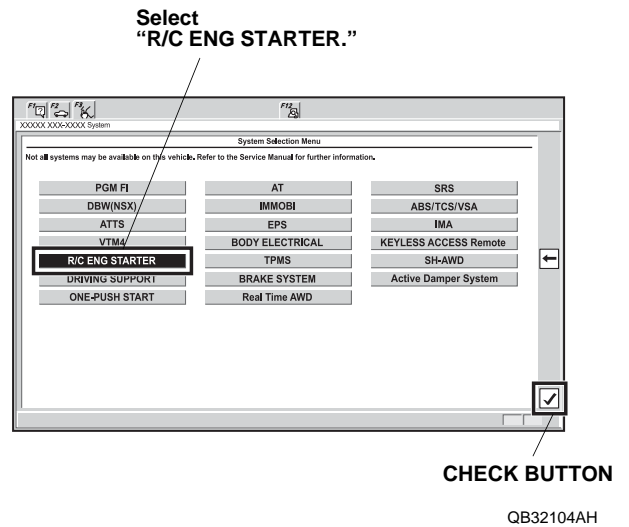 Select
“R/C ENG STARTER.”
F1 F2 F3 F12
XXXXX XXX-XXXX System
System Selection Menu
Not all systems may be available on this vehicle. Refer to the Service Manual for further information.
PGM FI AT SRS
DBW(NSX) IMMOBI ABS/TCS/VSA
ATTS EPS IMA
VTM4 BODY ELECTRICAL KEYLESS ACCESS Remote
R/C ENG STARTER TPMS SH-AWD
DRIVING SUPPORT BRAKE SYSTEM Active Damper System
ONE-PUSH START Real Time AWD
CHECK BUTTON
QB32104AH